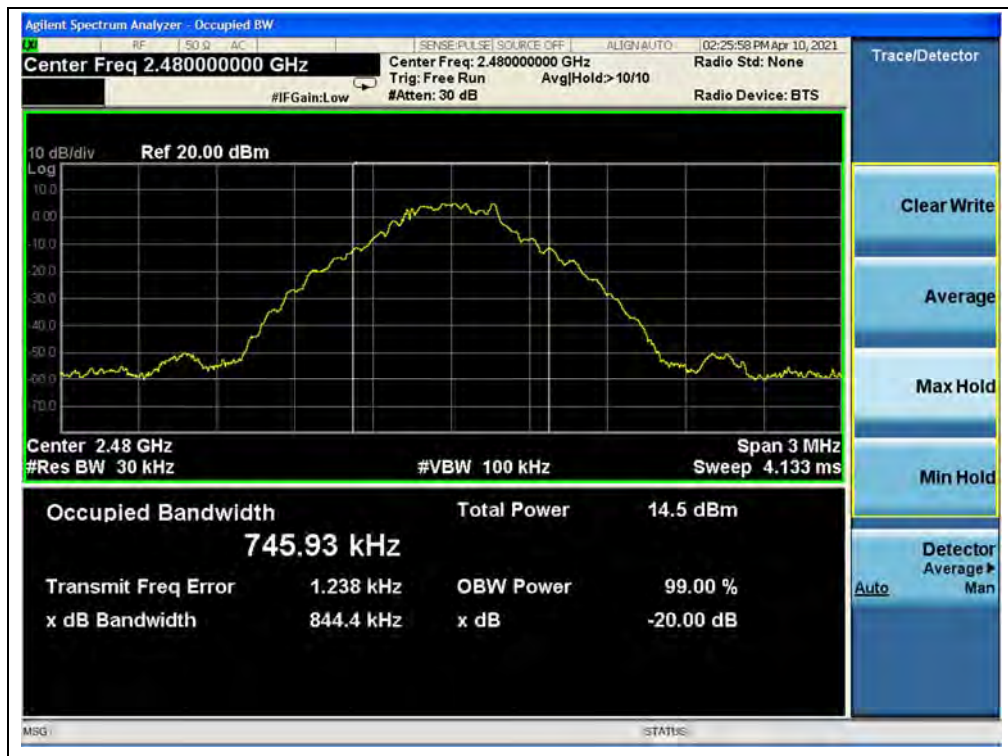 Agilent Spectrum Analyzer - Occupied BW
LXI RF 50 Ω AC SENSE:PULSE SOURCE OFF ALIGN AUTO 02:25:58 PM Apr 10, 2021
Center Freq 2.480000000 GHz
Center Freq: 2.480000000 GHz
Radio Std: None
Trig: Free Run Avg|Hold:>10/10
#IFGain:Low
#Atten: 30 dB
Radio Device: BTS
10 dB/div Ref 20.00 dBm
Log
10.0
0.00
-10.0
-20.0
-30.0
-40.0
-50.0
-60.0
-70.0
Center 2.48 GHz Span 3 MHz
#Res BW 30 kHz #VBW 100 kHz Sweep 4.133 ms
Occupied Bandwidth Total Power 14.5 dBm
745.93 kHz
Transmit Freq Error 1.238 kHz OBW Power 99.00 %
x dB Bandwidth 844.4 kHz x dB -20.00 dB
MSG STATUS
Trace/Detector
Clear Write
Average
Max Hold
Min Hold
Detector
Average▶
Auto Man